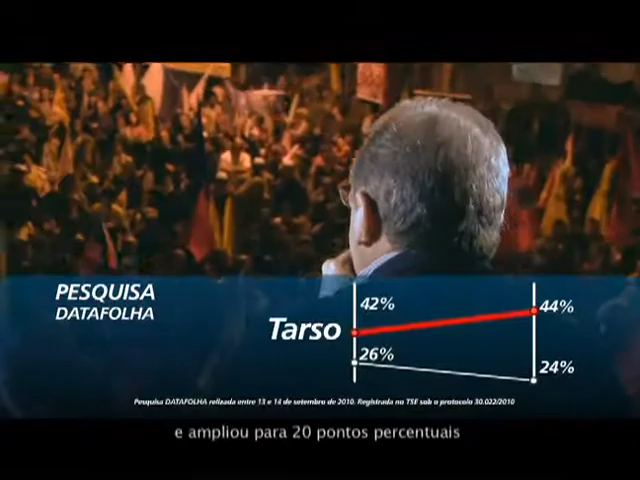 PESQUISA
DATAFOLHA
42%
44%
Tarso
26%
24%
Pesquisa DATAFOLHA relizada entre 13 e 14 de setembro de 2010. Registrada no TSE sob o protocolo 30.022/2010
e ampliou para 20 pontos percentuais